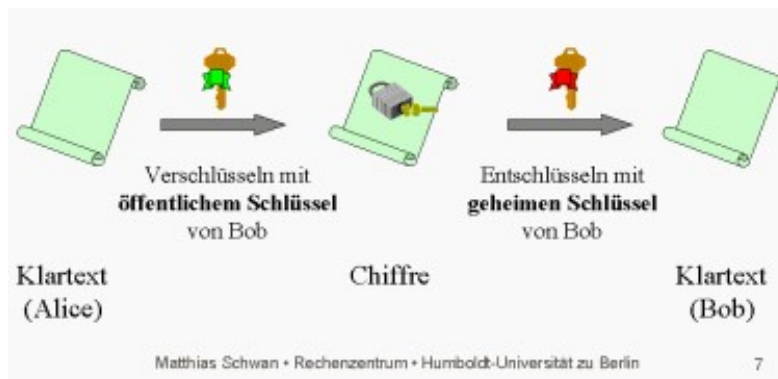 Verschlüsseln mit
öffentlichem Schlüssel
von Bob
Entschlüsseln mit
geheimen Schlüssel
von Bob
Klartext
(Alice)
Chiffre
Klartext
(Bob)
Matthias Schwan • Rechenzentrum • Humboldt-Universität zu Berlin
7